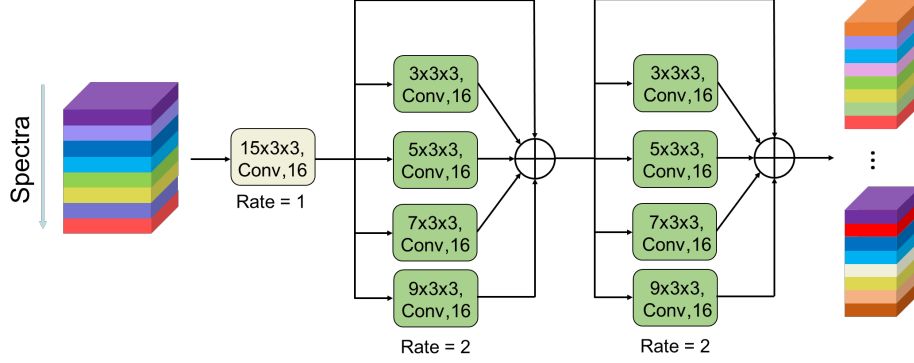 Spectra
15x3x3,
Conv,16
Rate = 1
3x3x3,
Conv,16
5x3x3,
Conv,16
7x3x3,
Conv,16
9x3x3,
Conv,16
Rate = 2
3x3x3,
Conv,16
5x3x3,
Conv,16
7x3x3,
Conv,16
9x3x3,
Conv,16
Rate = 2
...